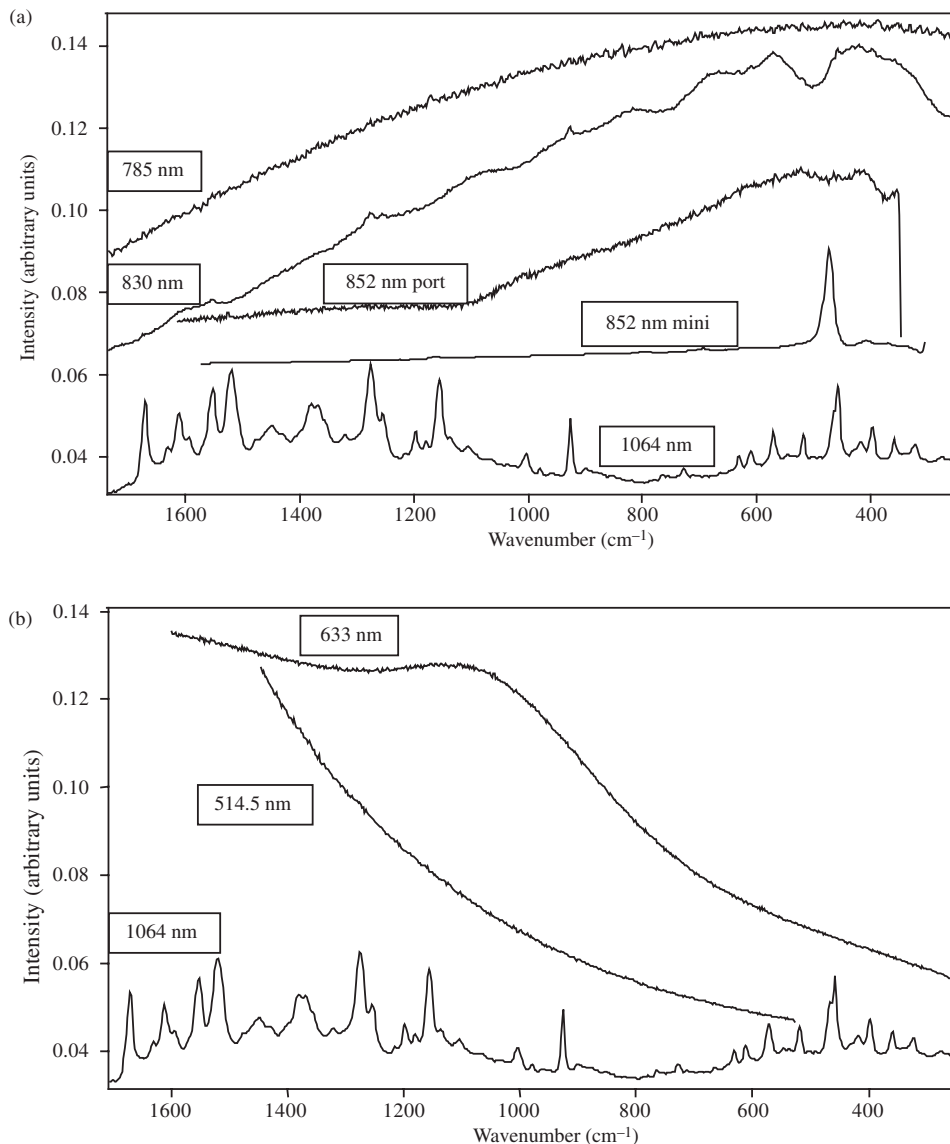 (a)
0.14
0.12
0.10
0.08
0.06
0.04
Intensity (arbitrary units)
785 nm
830 nm
852 nm port
852 nm mini
1064 nm
1600 1400 1200 1000 800 600 400
Wavenumber (cm⁻¹)
(b)
0.14
0.12
0.10
0.08
0.06
0.04
Intensity (arbitrary units)
633 nm
514.5 nm
1064 nm
1600 1400 1200 1000 800 600 400
Wavenumber (cm⁻¹)